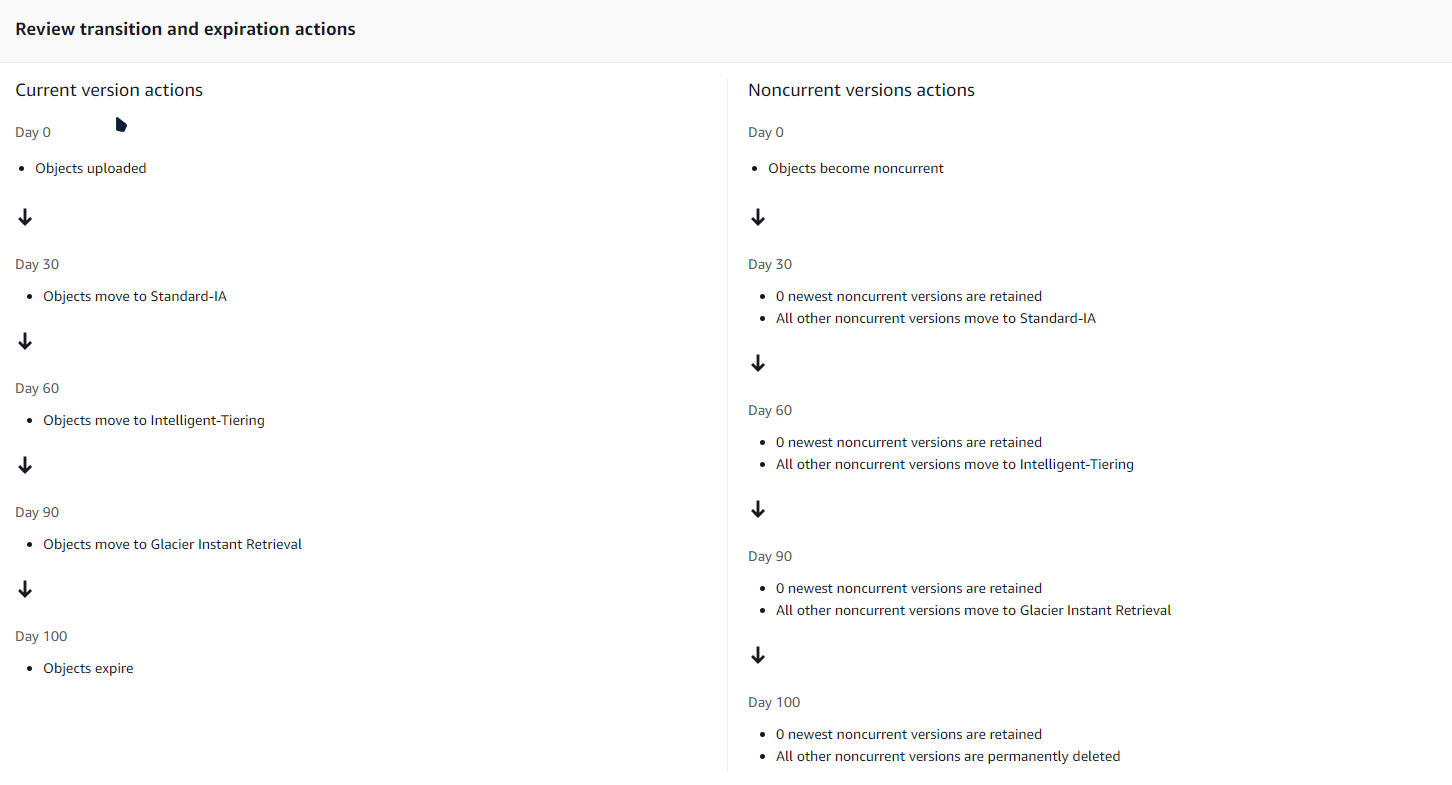 Review transition and expiration actions
Current version actions
Day 0
Objects uploaded
Day 30
Objects move to Standard-IA
Day 60
Objects move to Intelligent-Tiering
Day 90
Objects move to Glacier Instant Retrieval
Day 100
Objects expire
Noncurrent versions actions
Day 0
Objects become noncurrent
Day 30
0 newest noncurrent versions are retained
All other noncurrent versions move to Standard-IA
Day 60
0 newest noncurrent versions are retained
All other noncurrent versions move to Intelligent-Tiering
Day 90
0 newest noncurrent versions are retained
All other noncurrent versions move to Glacier Instant Retrieval
Day 100
0 newest noncurrent versions are retained
All other noncurrent versions are permanently deleted